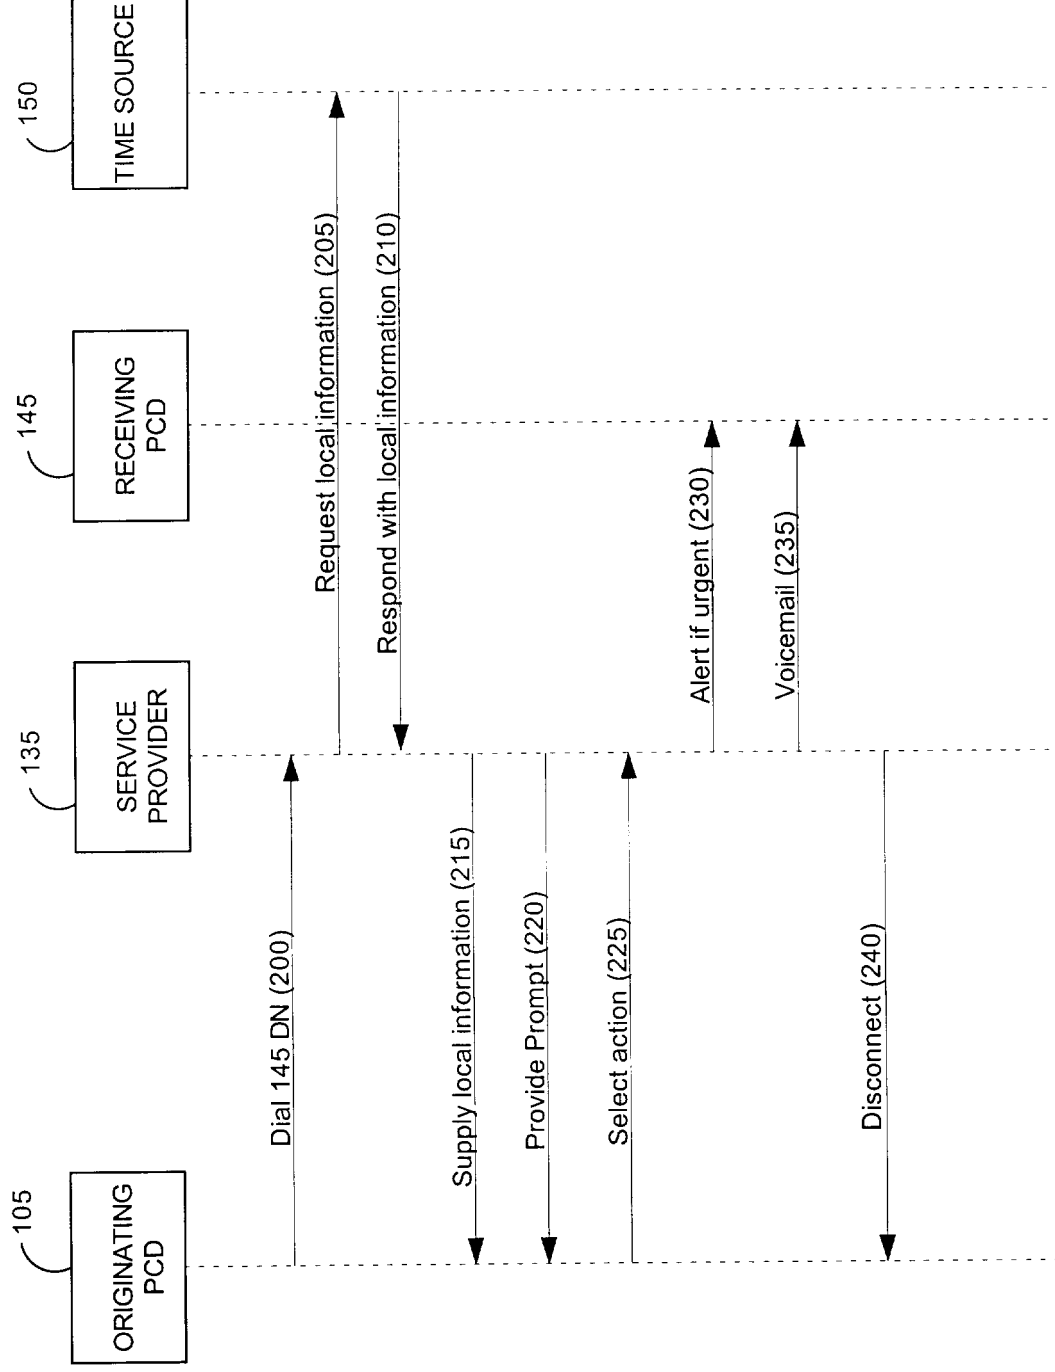 105
ORIGINATING
PCD
135
SERVICE
PROVIDER
145
RECEIVING
PCD
150
TIME SOURCE
Dial 145 DN (200)
Request local information (205)
Respond with local information (210)
Supply local information (215)
Provide Prompt (220)
Select action (225)
Alert if urgent (230)
Voicemail (235)
Disconnect (240)